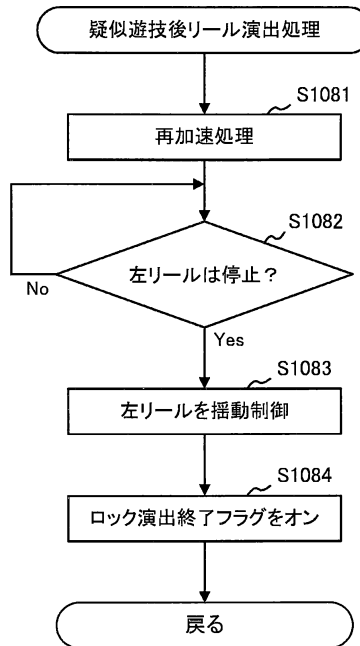 疑似遊技後リール演出処理
S1081
再加速処理
S1082
左リールは停止?
No
Yes
S1083
左リールを揺動制御
S1084
ロック演出終了フラグをオン
戻る